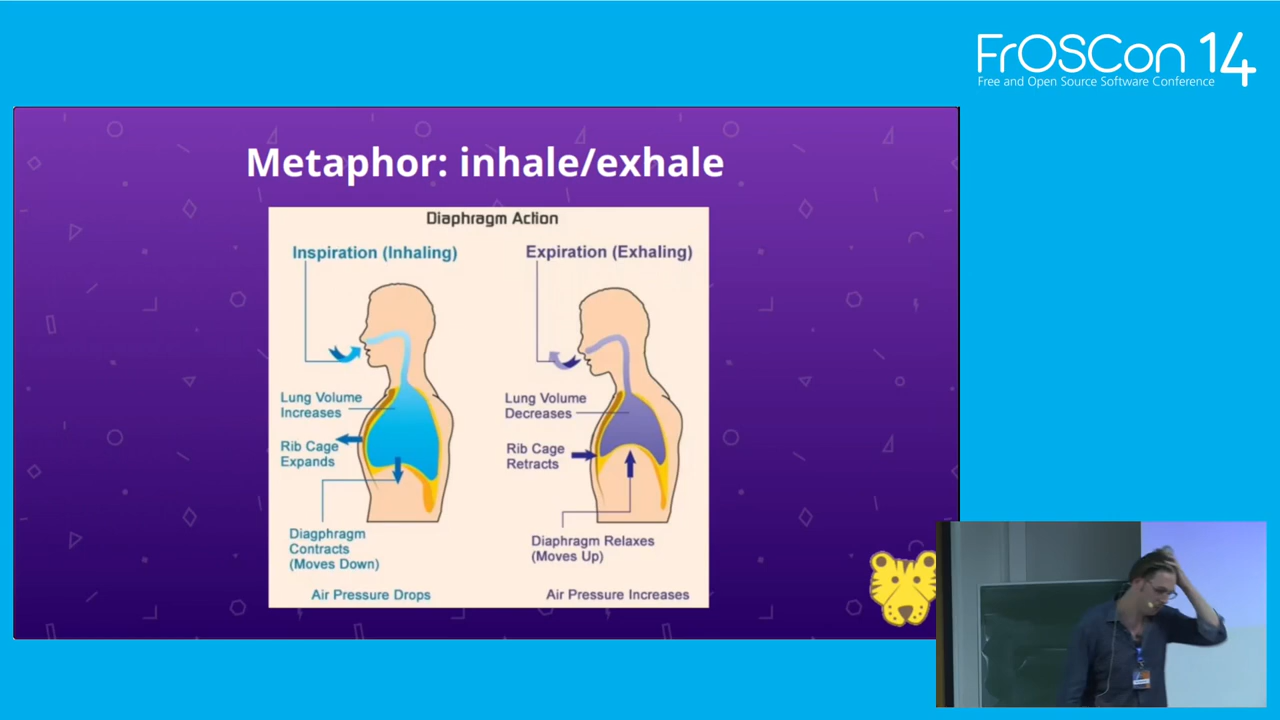 FrOSCon 14
Free and Open Source Software Conference
Metaphor: inhale/exhale
Diaphragm Action
Inspiration (Inhaling)
Lung Volume
Increases
Rib Cage
Expands
Diagphragm
Contracts
(Moves Down)
Air Pressure Drops
Expiration (Exhaling)
Lung Volume
Decreases
Rib Cage
Retracts
Diaphragm Relaxes
(Moves Up)
Air Pressure Increases